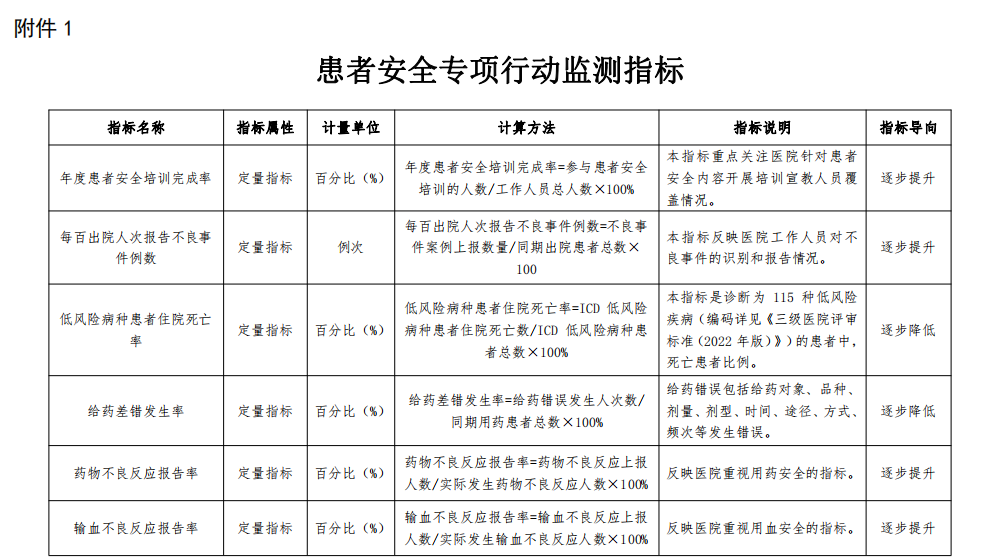 附件 1
患者安全专项行动监测指标
指标名称 指标属性 计量单位 计算方法 指标说明 指标导向
年度患者安全培训完成率 定量指标 百分比（%） 年度患者安全培训完成率=参与患者安全
培训的人数/工作人员总人数×100% 本指标重点关注医院针对患者
安全内容开展培训宣教人员覆
盖情况。 逐步提升
每百出院人次报告不良事
件例数 定量指标 例次 每百出院人次报告不良事件例数=不良事
件案例上报数量/同期出院患者总数×
100 本指标反映医院工作人员对不
良事件的识别和报告情况。 逐步提升
低风险病种患者住院死亡
率 定量指标 百分比（%） 低风险病种患者住院死亡率=ICD 低风险
病种患者住院死亡数/ICD 低风险病种患
者总数×100% 本指标是诊断为 115 种低风险
疾病（编码详见《三级医院评审
标准（2022 年版）》）的患者中，
死亡患者比例。 逐步降低
给药差错发生率 定量指标 百分比（%） 给药差错发生率=给药错误发生人次数/
同期用药患者总数×100% 给药错误包括给药对象、品种、
剂量、剂型、时间、途径、方式、
频次等发生错误。 逐步降低
药物不良反应报告率 定量指标 百分比（%） 药物不良反应报告率=药物不良反应上报
人数/实际发生药物不良反应人数×100% 反映医院重视用药安全的指标。 逐步提升
输血不良反应报告率 定量指标 百分比（%） 输血不良反应报告率=输血不良反应上报
人数/实际发生输血不良反应人数×100% 反映医院重视用血安全的指标。 逐步提升